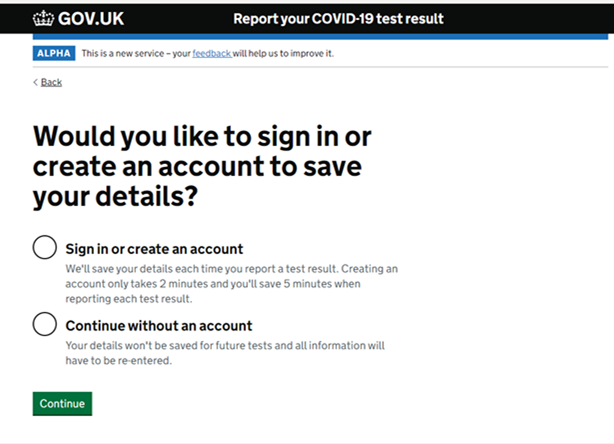 GOV.UK Report your COVID-19 test result
ALPHA This is a new service – your feedback will help us to improve it.
< Back
Would you like to sign in or
create an account to save
your details?
Sign in or create an account
We'll save your details each time you report a test result. Creating an
account only takes 2 minutes and you'll save 5 minutes when
reporting each test result.
Continue without an account
Your details won't be saved for future tests and all information will
have to be re-entered.
Continue